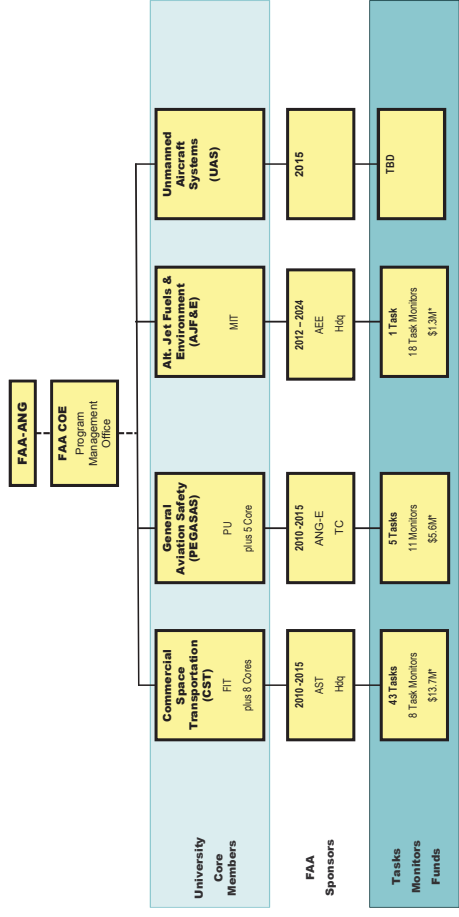 FAA-ANG
FAA COE
Program
Management
Office
University
Core
Members
Commercial
Space
Transportation
(CST)
FIT
plus 8 Cores
General
Aviation Safety
(PEGASAS)
PU
plus 5 Core
Alt. Jet Fuels &
Environment
(AJF&E)
MIT
Unmanned
Aircraft
Systems
(UAS)
FAA
Sponsors
2010-2015
AST
Hdq
2010-2015
ANG-E
TC
2012 – 2024
AEE
Hdq
2015
Tasks
Monitors
Funds
43 Tasks
8 Task Monitors
$13.7M*
5 Tasks
11 Monitors
$5.6M*
1 Task
18 Task Monitors
$1.3M*
TBD